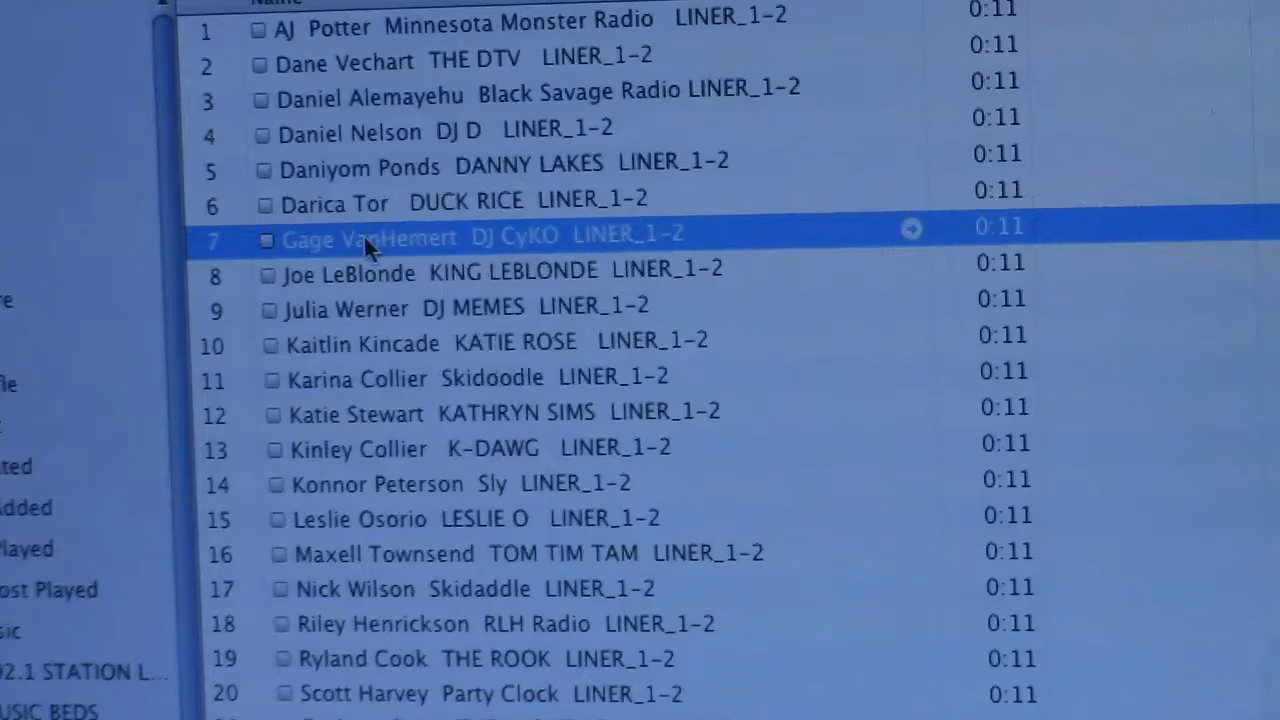 Name
1 AJ Potter Minnesota Monster Radio LINER_1-2 0:11
2 Dane Vechart THE DTV LINER_1-2 0:11
3 Daniel Alemayehu Black Savage Radio LINER_1-2 0:11
4 Daniel Nelson DJ D LINER_1-2 0:11
5 Daniyom Ponds DANNY LAKES LINER_1-2 0:11
6 Darica Tor DUCK RICE LINER_1-2 0:11
7 Gage VanHemert DJ CyKO LINER_1-2 0:11
8 Joe LeBlonde KING LEBLONDE LINER_1-2 0:11
9 Julia Werner DJ MEMES LINER_1-2 0:11
10 Kaitlin Kincade KATIE ROSE LINER_1-2 0:11
11 Karina Collier Skidoodle LINER_1-2 0:11
12 Katie Stewart KATHRYN SIMS LINER_1-2 0:11
13 Kinley Collier K-DAWG LINER_1-2 0:11
14 Konnor Peterson Sly LINER_1-2 0:11
15 Leslie Osorio LESLIE O LINER_1-2 0:11
16 Maxell Townsend TOM TIM TAM LINER_1-2 0:11
17 Nick Wilson Skidaddle LINER_1-2 0:11
18 Riley Henrickson RLH Radio LINER_1-2 0:11
19 Ryland Cook THE ROOK LINER_1-2 0:11
20 Scott Harvey Party Clock LINER_1-2 0:11
re
fle
ted
Added
layed
ost Played
sic
92.1 STATION L...
USIC BEDS